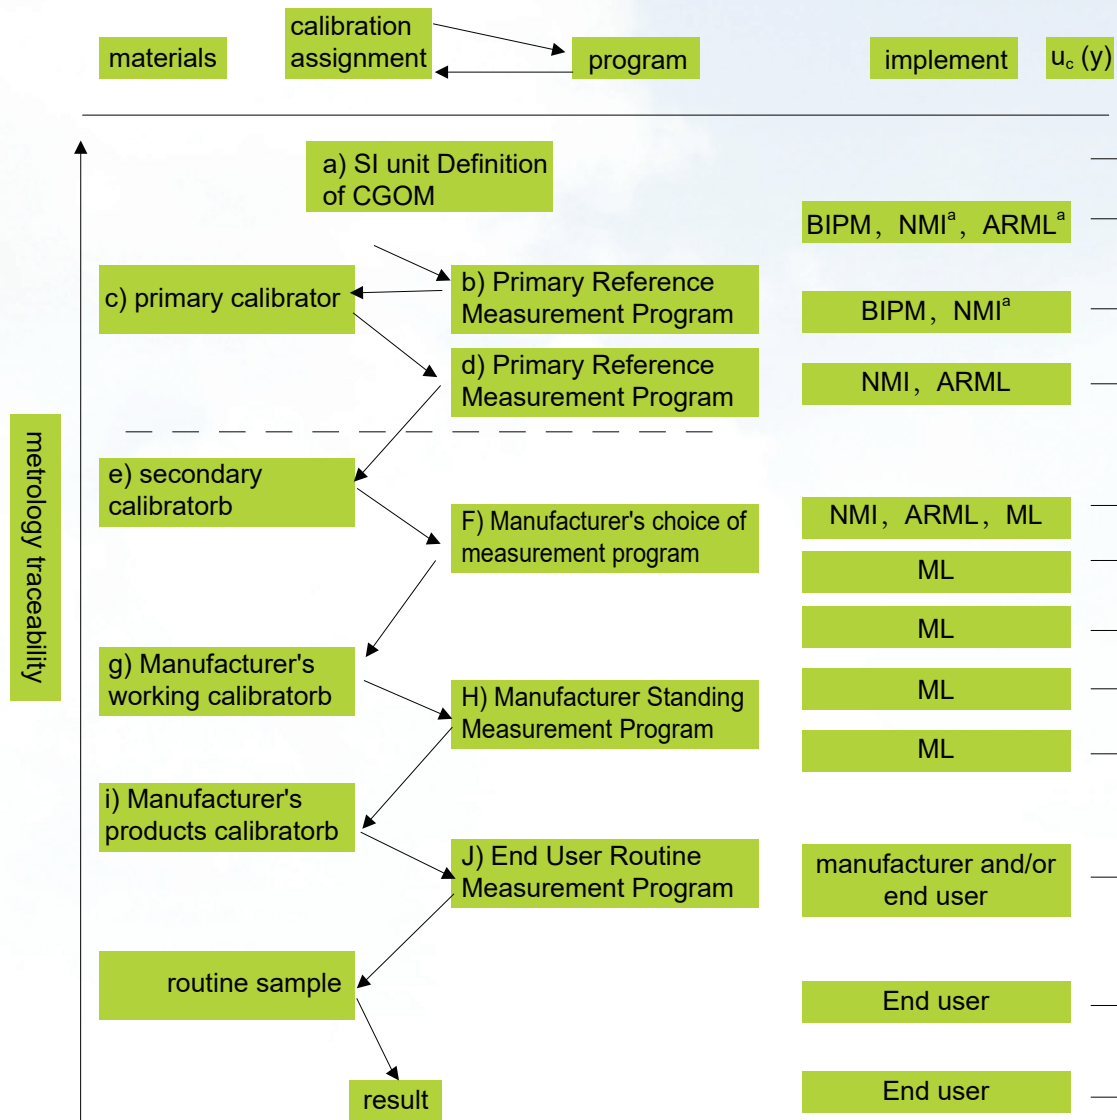 materials
calibration
assignment
program
implement
uc (y)
a) SI unit Definition
of CGOM
BIPM，NMIa，ARMLa
c) primary calibrator
b) Primary Reference
Measurement Program
BIPM，NMIa
d) Primary Reference
Measurement Program
NMI，ARML
metrology traceability
e) secondary
calibratorb
F) Manufacturer's choice of
measurement program
NMI，ARML，ML
ML
ML
g) Manufacturer's
working calibratorb
H) Manufacturer Standing
Measurement Program
ML
ML
i) Manufacturer's
products calibratorb
J) End User Routine
Measurement Program
manufacturer and/or
end user
routine sample
End user
result
End user